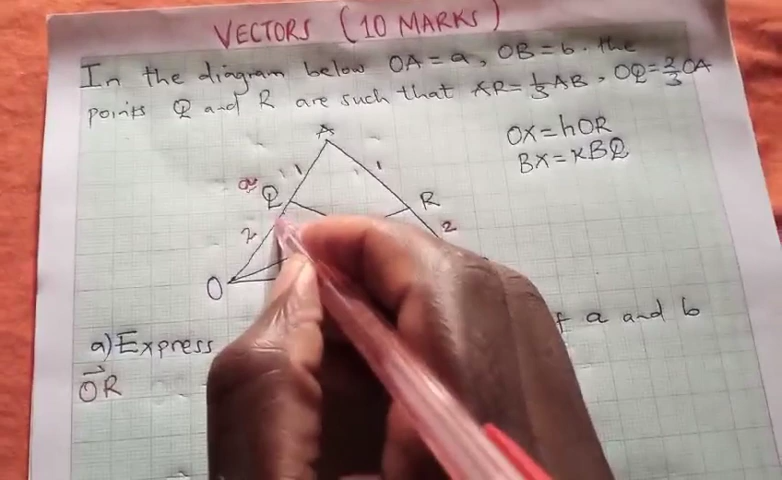 VECTORS (10 MARKS)
In the diagram below OA = a, OB = b. the
points Q and R are such that AR = 1/3 AB, OQ = 2/3 OA
OX = hOR
BX = KBQ
A
1 1
a Q R
2 2
O
a) Express a and b
OR